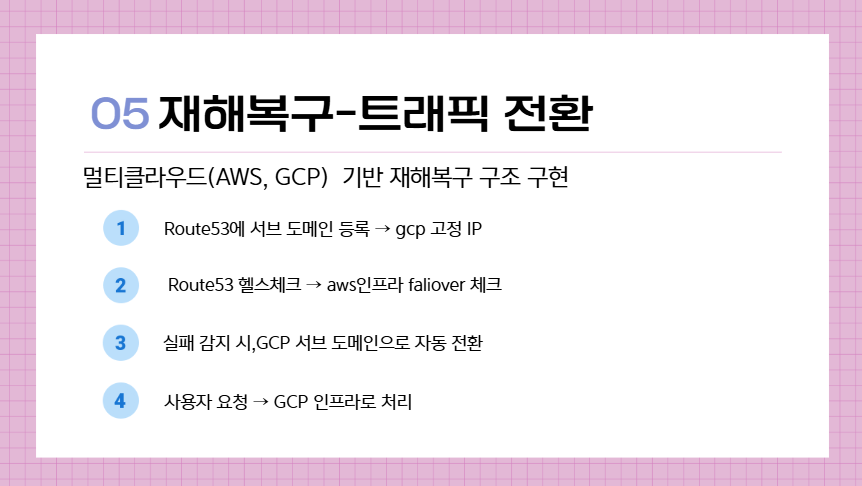 05 재해복구-트래픽 전환
멀티클라우드(AWS, GCP) 기반 재해복구 구조 구현
1 Route53에 서브 도메인 등록 → gcp 고정 IP
2 Route53 헬스체크 → aws인프라 faliover 체크
3 실패 감지 시,GCP 서브 도메인으로 자동 전환
4 사용자 요청 → GCP 인프라로 처리